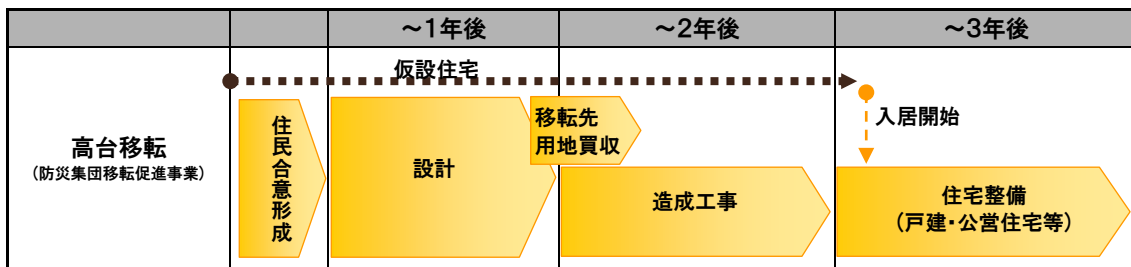 ～1年後
～2年後
～3年後
仮設住宅
高台移転
(防災集団移転促進事業)
住民合意形成
設計
移転先
用地買収
造成工事
入居開始
住宅整備
(戸建・公営住宅等)